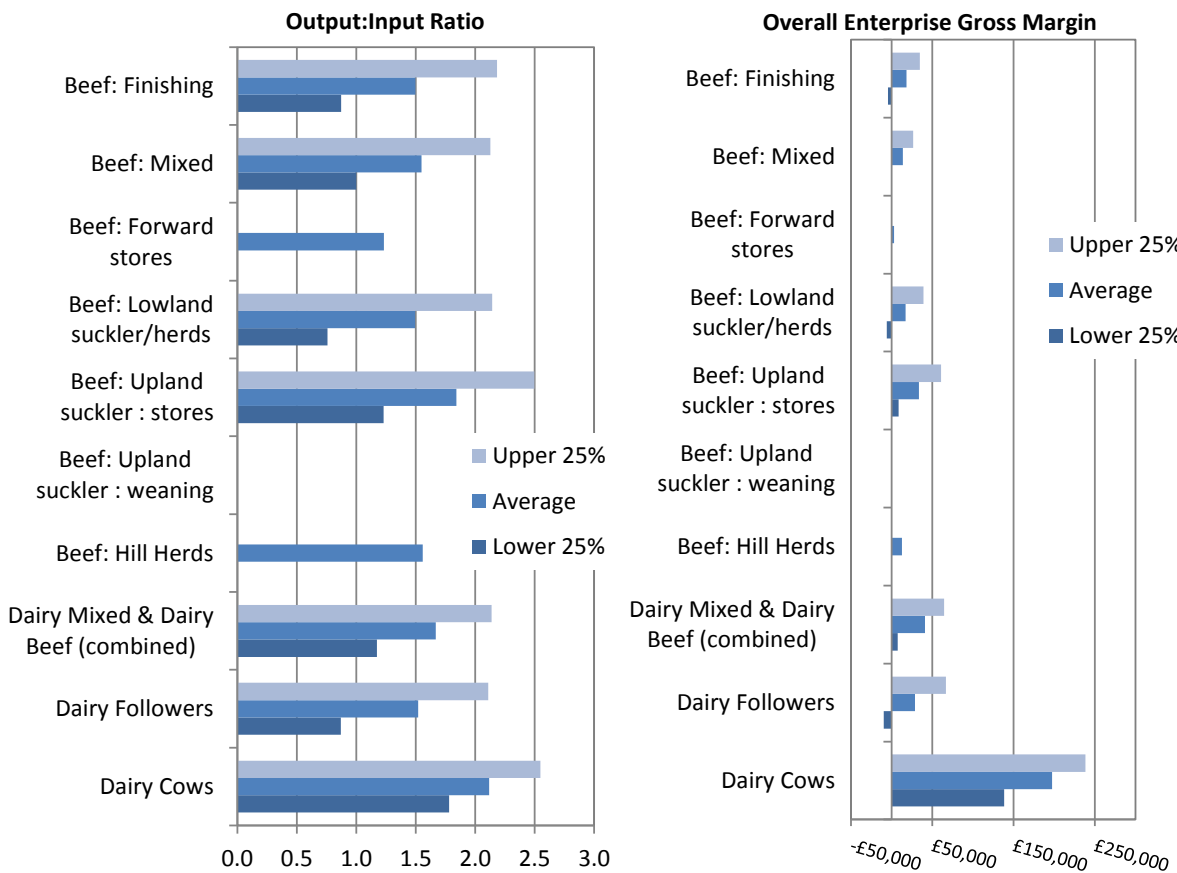 Output:Input Ratio
Beef: Finishing
Beef: Mixed
Beef: Forward
stores
Beef: Lowland
suckler/herds
Beef: Upland
suckler : stores
Beef: Upland
suckler : weaning
Beef: Hill Herds
Dairy Mixed & Dairy
Beef (combined)
Dairy Followers
Dairy Cows
Upper 25%
Average
Lower 25%
0.0 0.5 1.0 1.5 2.0 2.5 3.0
Overall Enterprise Gross Margin
Beef: Finishing
Beef: Mixed
Beef: Forward
stores
Beef: Lowland
suckler/herds
Beef: Upland
suckler : stores
Beef: Upland
suckler : weaning
Beef: Hill Herds
Dairy Mixed & Dairy
Beef (combined)
Dairy Followers
Dairy Cows
Upper 25%
Average
Lower 25%
-£50,000 £50,000 £150,000 £250,000